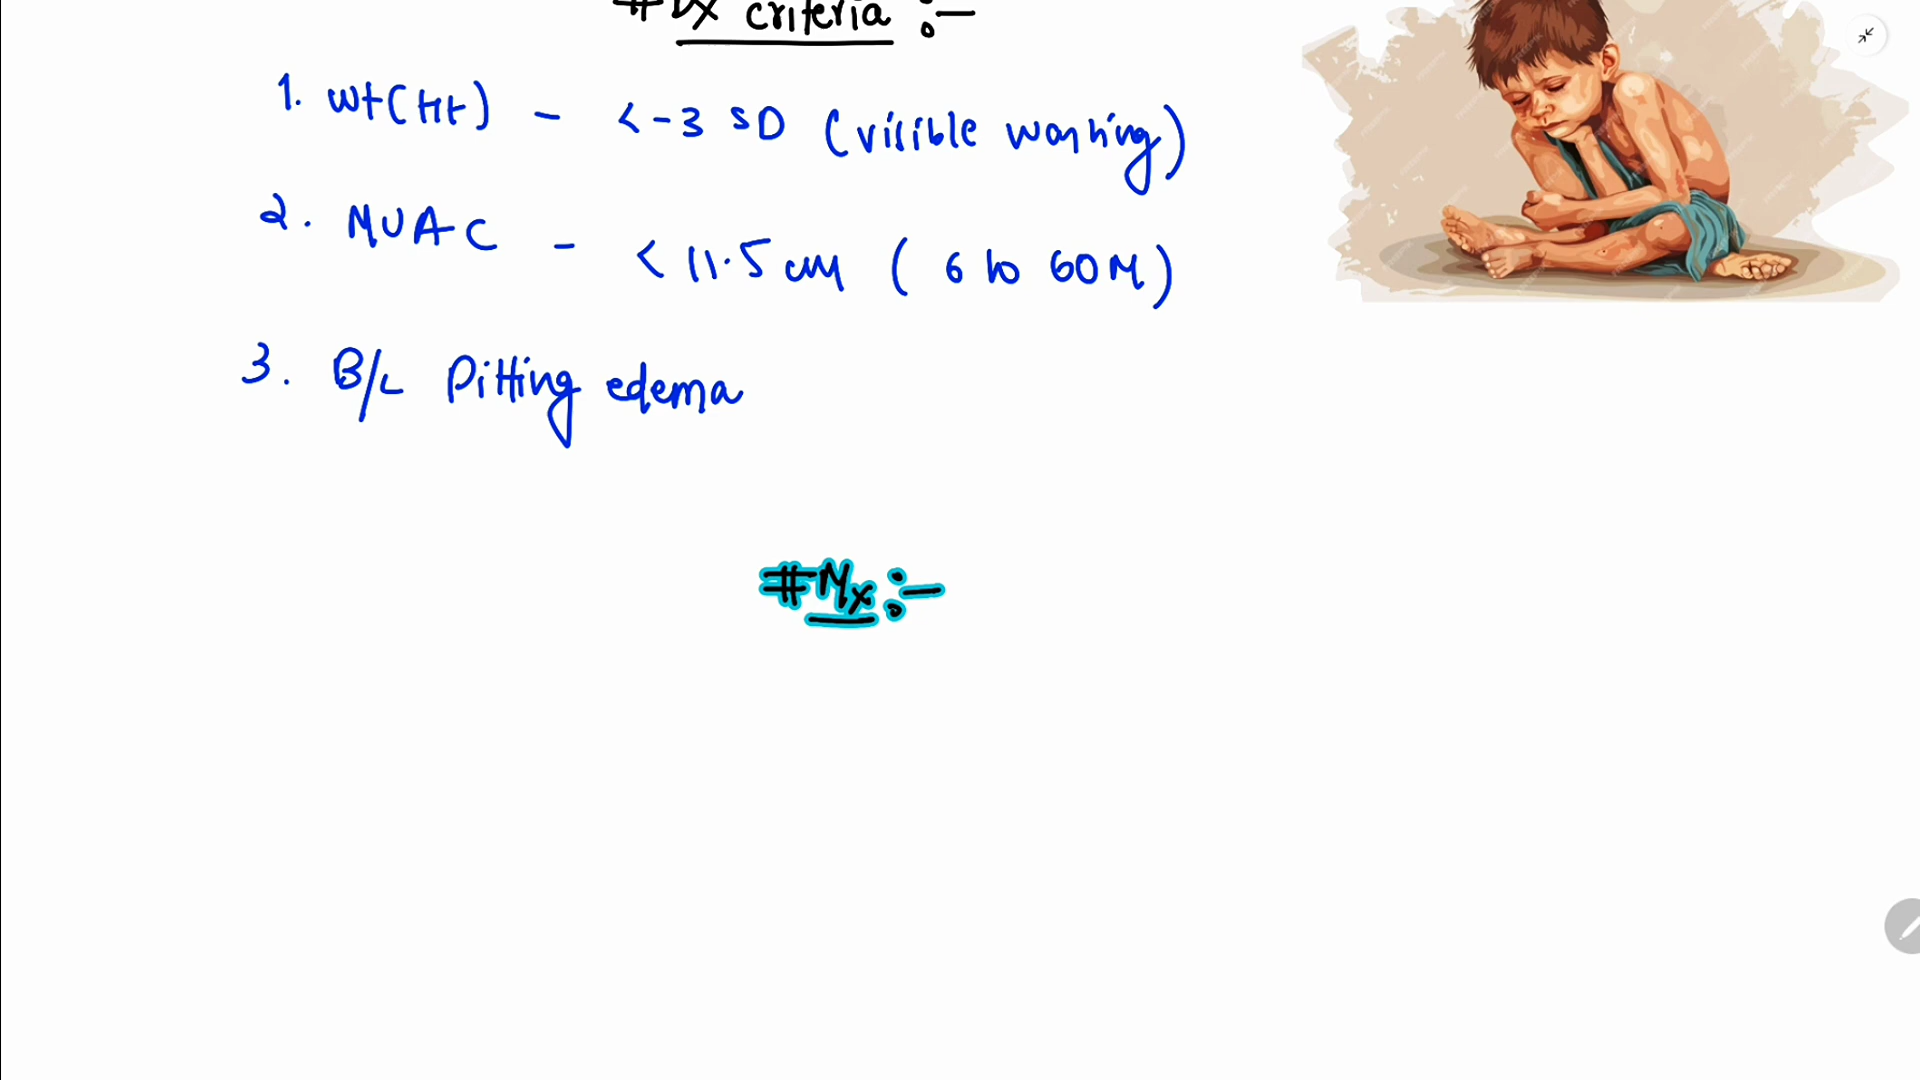 #Dx criteria :-
1. Wt(Ht) - <-3 SD (visible wasting)
2. MUAC - < 11.5 cm ( 6 to 60M)
3. B/L Pitting edema
#Mx :-